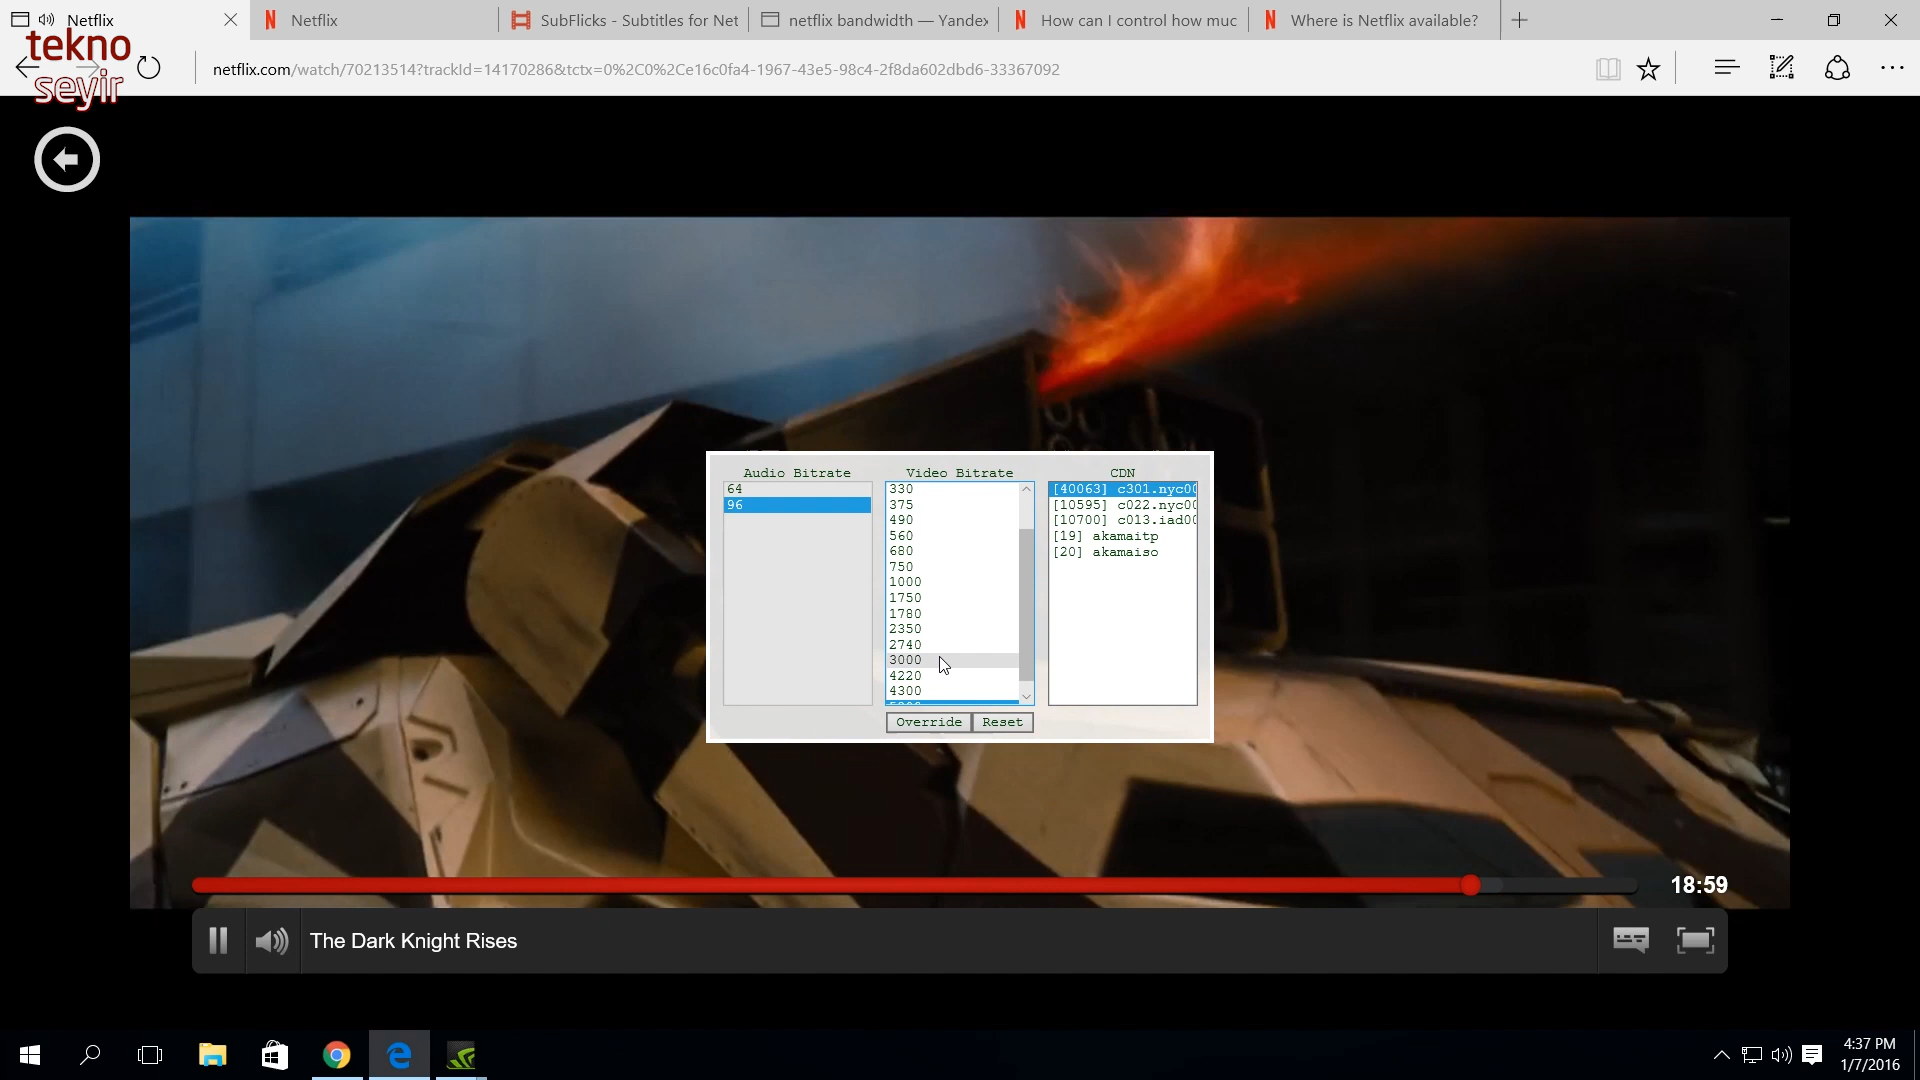 Netflix
Netflix
SubFlicks - Subtitles for Net
netflix bandwidth — Yandex
How can I control how muc
Where is Netflix available?
tekno
seyir
netflix.com/watch/70213514?trackId=14170286&tctx=0%2C0%2Ce16c0fa4-1967-43e5-98c4-2f8da602dbd6-33367092
Audio Bitrate
64
96
Video Bitrate
330
375
490
560
680
750
1000
1750
1780
2350
2740
3000
4220
4300
Override
Reset
CDN
[40063] c301.nyc00
[10595] c022.nyc00
[10700] c013.iad00
[19] akamaitp
[20] akamaiso
18:59
The Dark Knight Rises
4:37 PM
1/7/2016